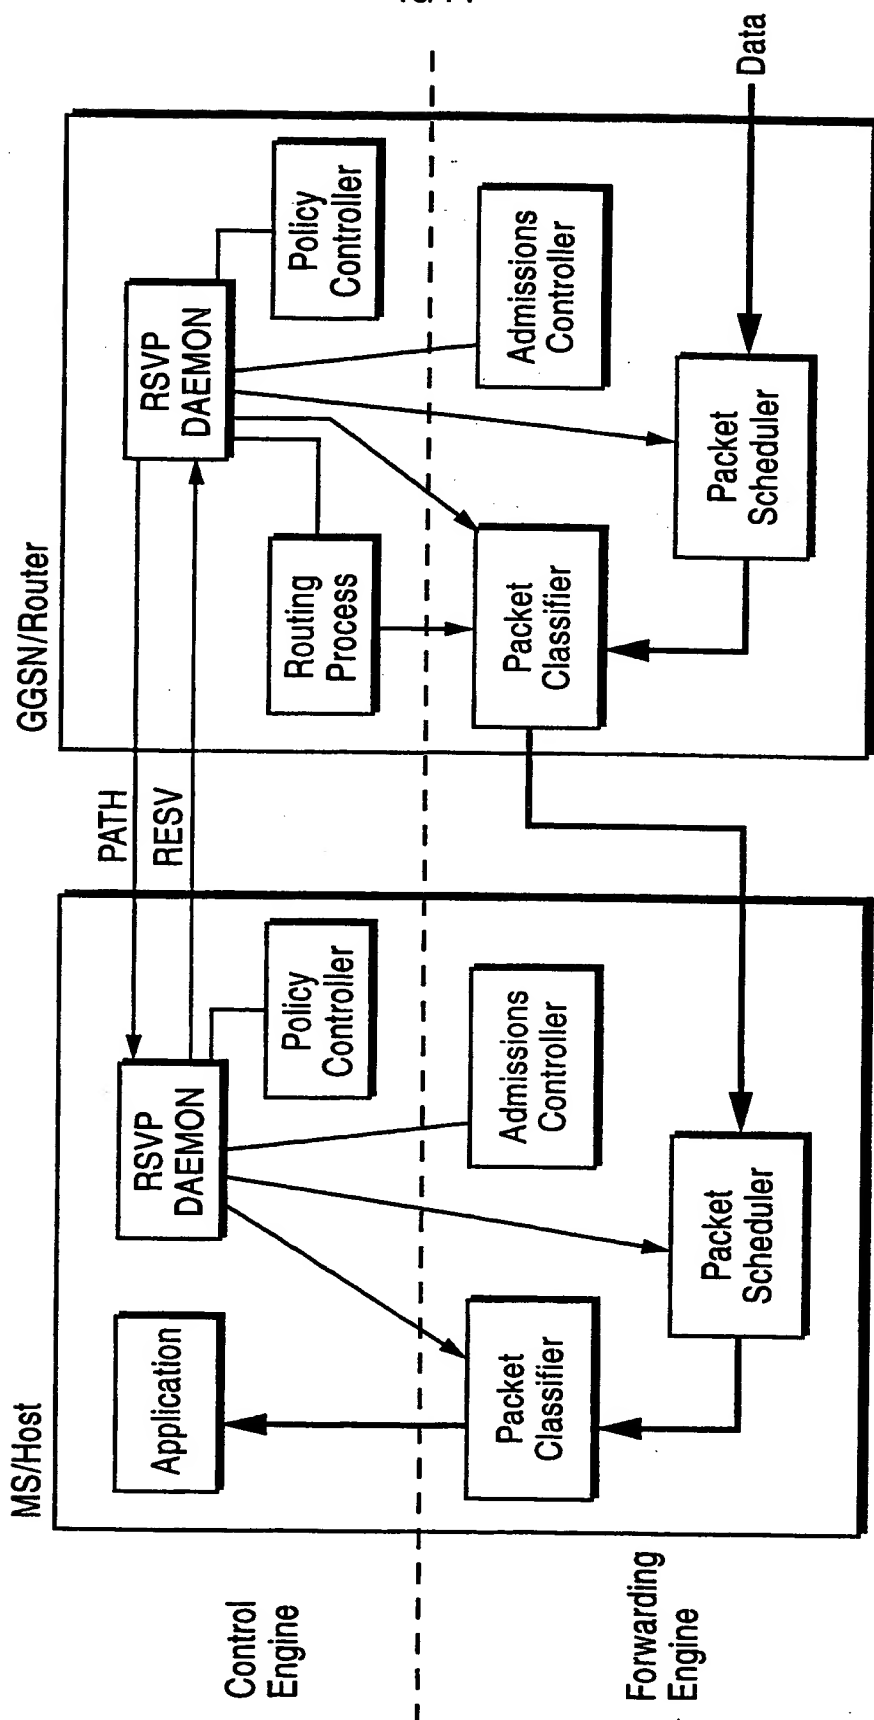 MS/Host
GGSN/Router
Control
Engine
Forwarding
Engine
Application
RSVP
DAEMON
Policy
Controller
Packet
Classifier
Admissions
Controller
Packet
Scheduler
PATH
RESV
RSVP
DAEMON
Routing
Process
Policy
Controller
Packet
Classifier
Admissions
Controller
Packet
Scheduler
Data